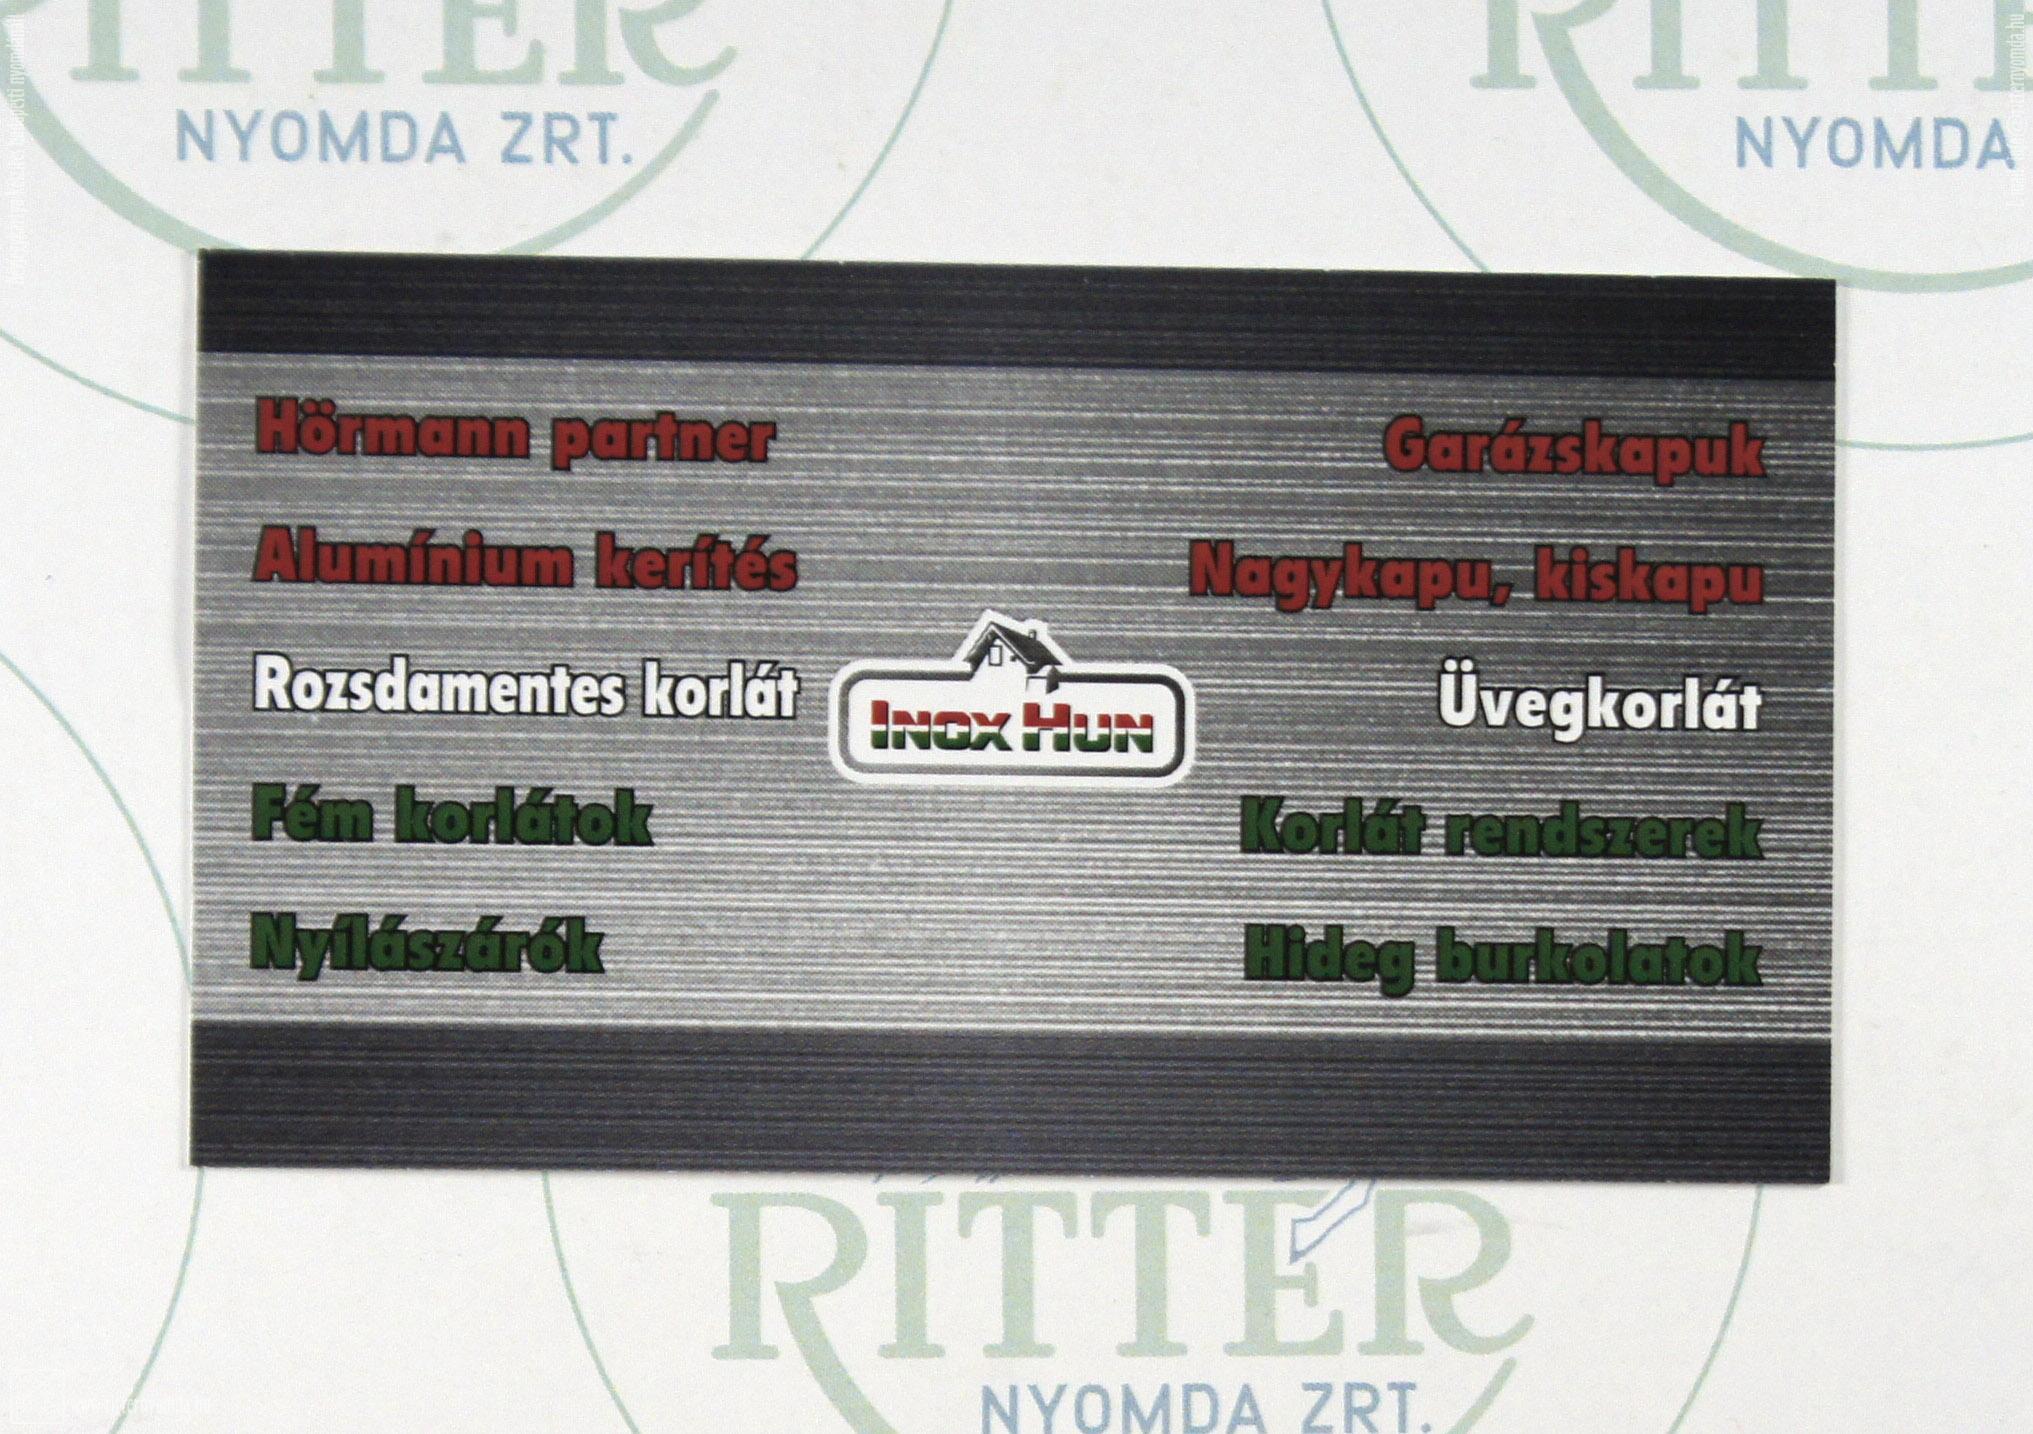 RITTER
NYOMDA ZRT.
RITTER
NYOMDA
Hörmann partner
Garázskapuk
Alumínium kerítés
Nagykapu, kiskapu
Rozsdamentes korlát
INOX HUN
Üvegkorlát
Fém korlátok
Korlát rendszerek
Nyílászárók
Hideg burkolatok
RITTER
NYOMDA ZRT.